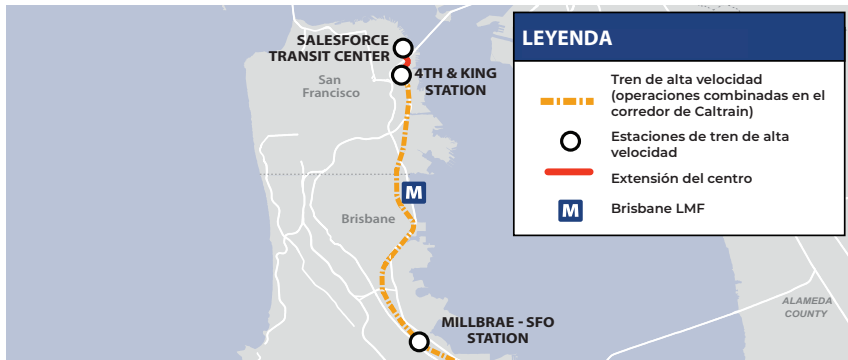 SALESFORCE
TRANSIT CENTER
San
Francisco
4TH & KING
STATION
M
Brisbane
MILLBRAE - SFO
STATION
ALAMEDA
COUNTY
LEYENDA
Tren de alta velocidad
(operaciones combinadas en el
corredor de Caltrain)
Estaciones de tren de alta
velocidad
Extensión del centro
M
Brisbane LMF